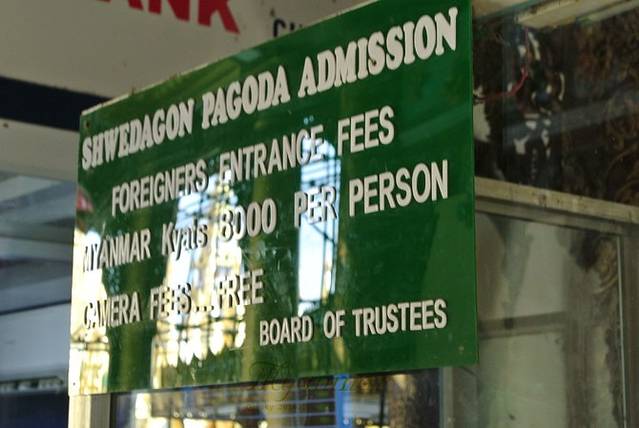 SHWEDAGON PAGODA ADMISSION
FOREIGNERS ENTRANCE FEES
MYANMAR Kyats 8000 PER PERSON
CAMERA FEES...FREE
BOARD OF TRUSTEES